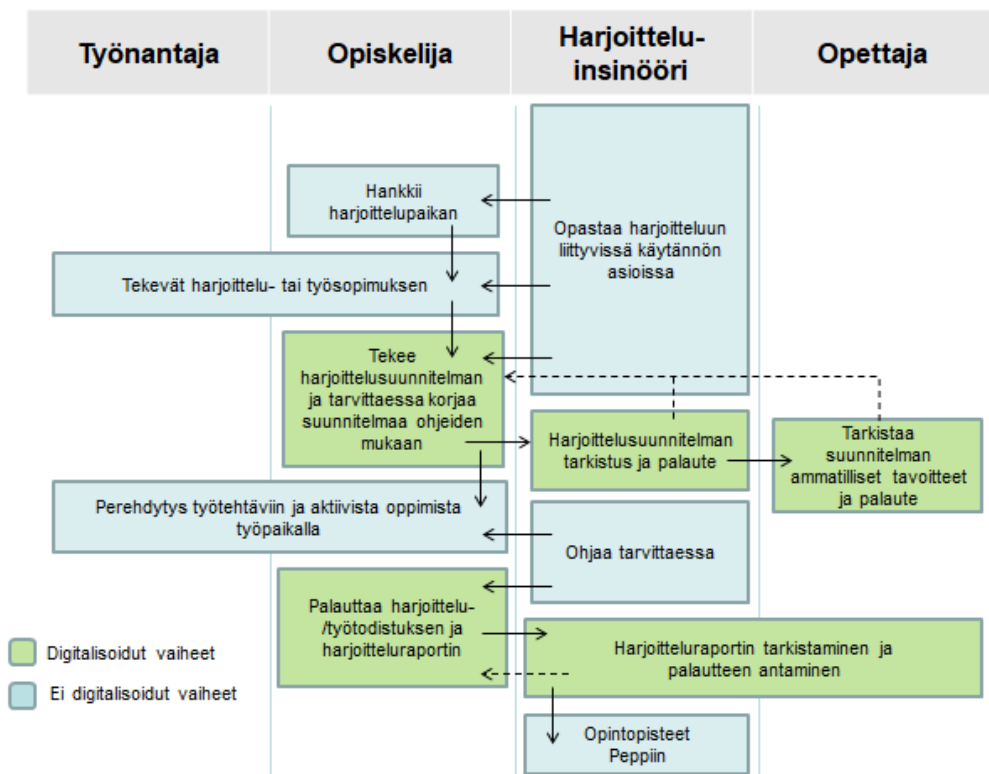 Työnantaja
Opiskelija
Harjoittelu-
insinööri
Opettaja
Hankkii
harjoittelupaikan
Opastaa harjoitteluun
liittyvissä käytännön
asioissa
Tekevät harjoittelu- tai työsopimuksen
Tekee
harjoittelusuunnitelman
ja tarvittaessa korjaa
suunnitelmaa ohjeiden
mukaan
Harjoittelusuunnitelman
tarkistus ja palaute
Tarkistaa
suunnitelman
ammatilliset tavoitteet
ja palaute
Perehdytys työtehtäviin ja aktiivista oppimista
työpaikalla
Ohjaa tarvittaessa
Palauttaa harjoittelu-
/työtodistuksen ja
harjoitteluraportin
Harjoitteluraportin tarkistaminen ja
palautteen antaminen
Digitalisoidut vaiheet
Ei digitalisoidut vaiheet
Opintopisteet
Peppiin